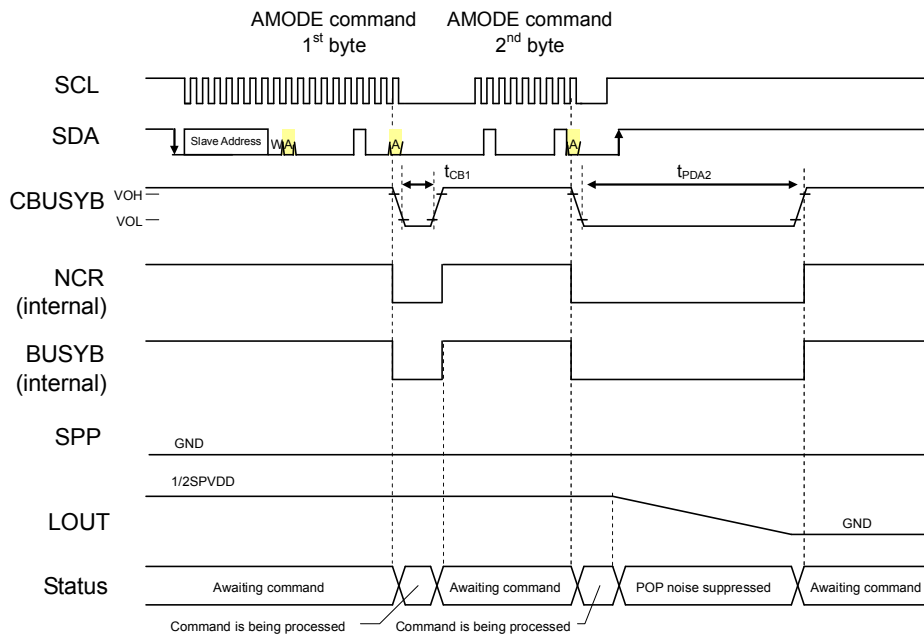 AMODE command
1st byte
AMODE command
2nd byte
SCL
SDA
Slave Address
W
A
A
A
tCB1
tPDA2
CBUSYB
VOH
VOL
NCR
(internal)
BUSYB
(internal)
SPP
GND
1/2SPVDD
LOUT
GND
Status
Awaiting command
Awaiting command
POP noise suppressed
Awaiting command
Command is being processed
Command is being processed